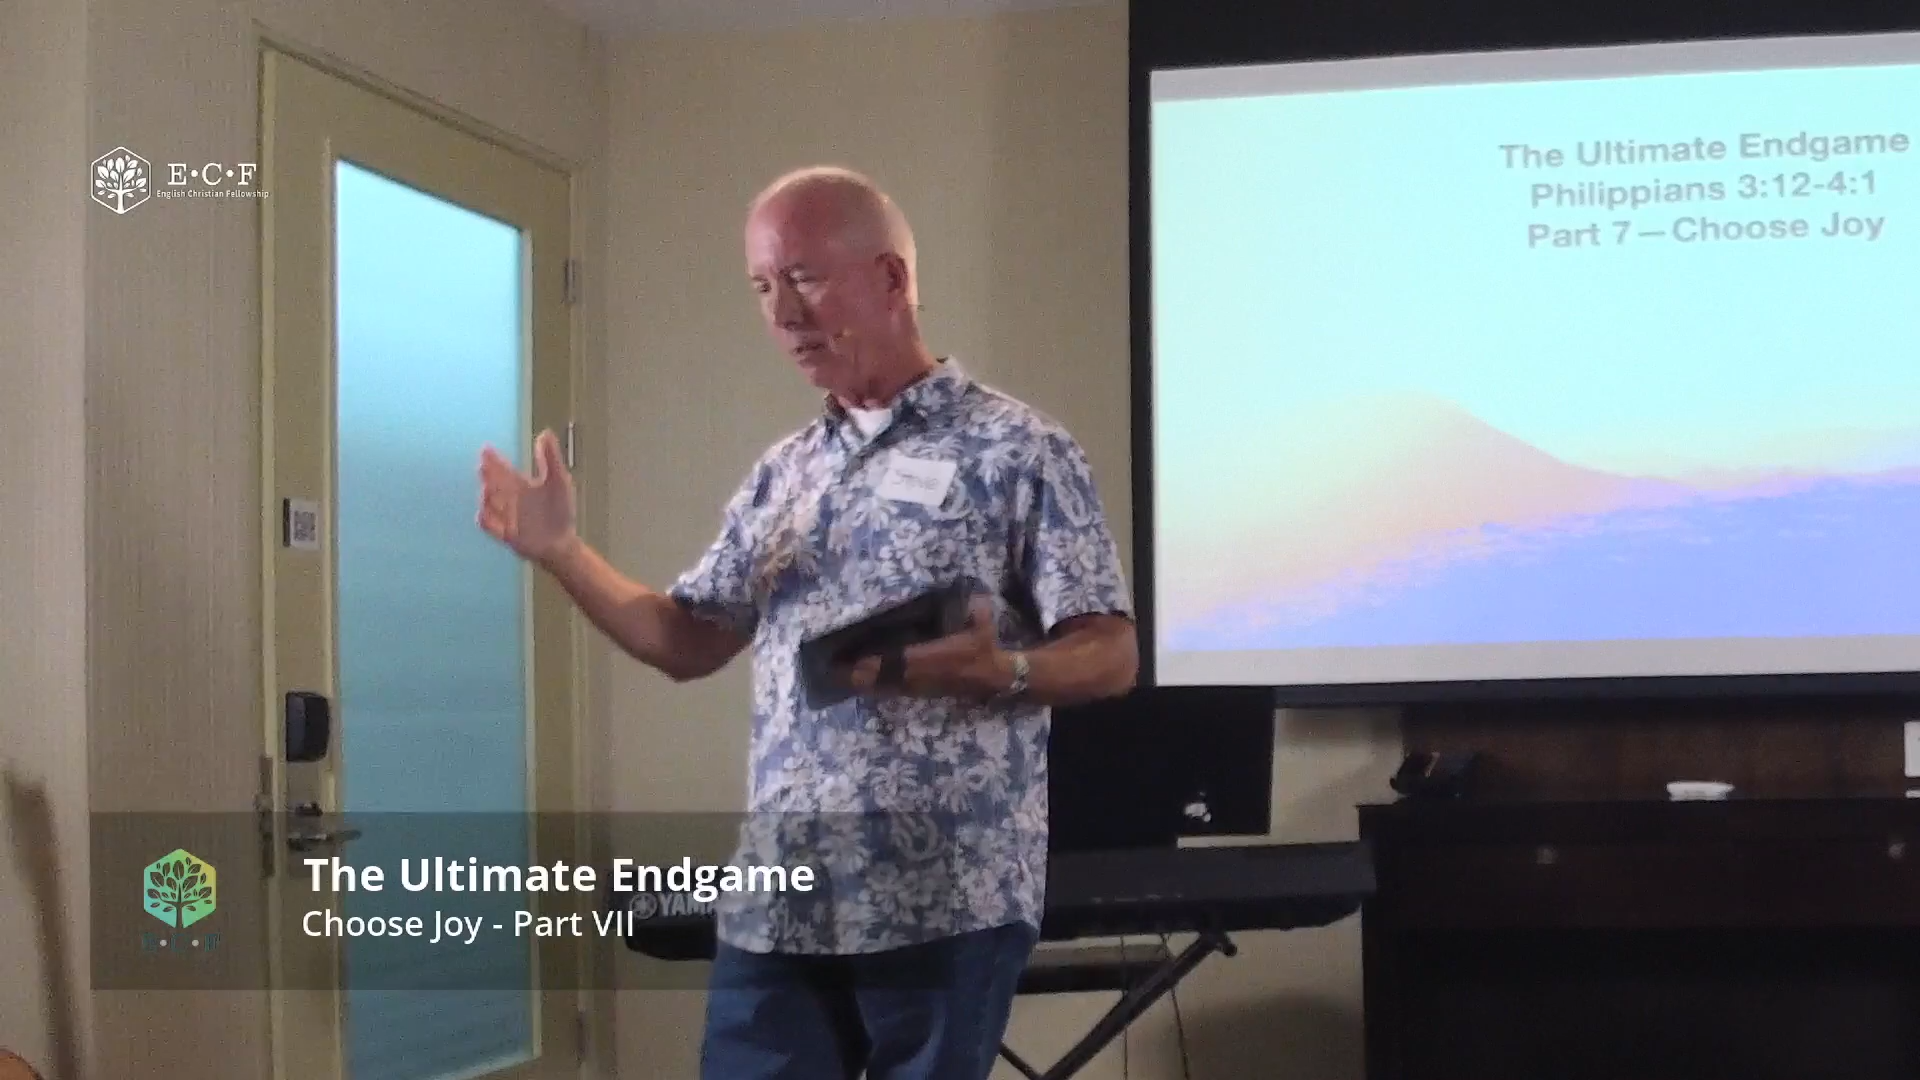 E·C·F
English Christian Fellowship
The Ultimate Endgame
Philippians 3:12-4:1
Part 7—Choose Joy
The Ultimate Endgame
Choose Joy - Part VII
E·C·F